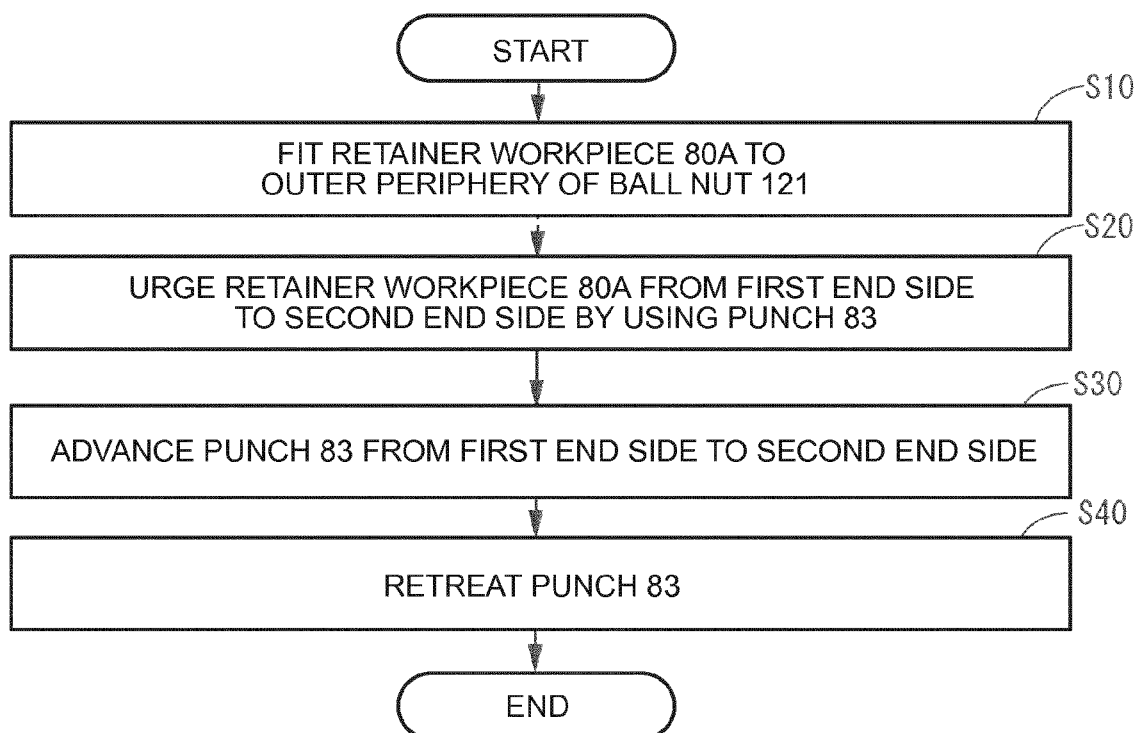 START
S10
FIT RETAINER WORKPIECE 80A TO
OUTER PERIPHERY OF BALL NUT 121
S20
URGE RETAINER WORKPIECE 80A FROM FIRST END SIDE
TO SECOND END SIDE BY USING PUNCH 83
S30
ADVANCE PUNCH 83 FROM FIRST END SIDE TO SECOND END SIDE
S40
RETREAT PUNCH 83
END